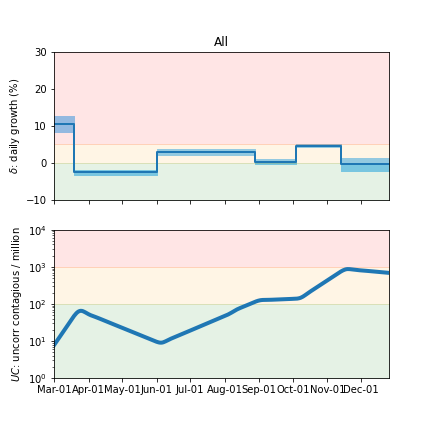 All
30
20
10
0
−10
δ: daily growth (%)
10⁴
10³
10²
10¹
10⁰
UC: uncorr contagious / million
Mar-01 Apr-01 May-01 Jun-01 Jul-01 Aug-01 Sep-01 Oct-01 Nov-01 Dec-01